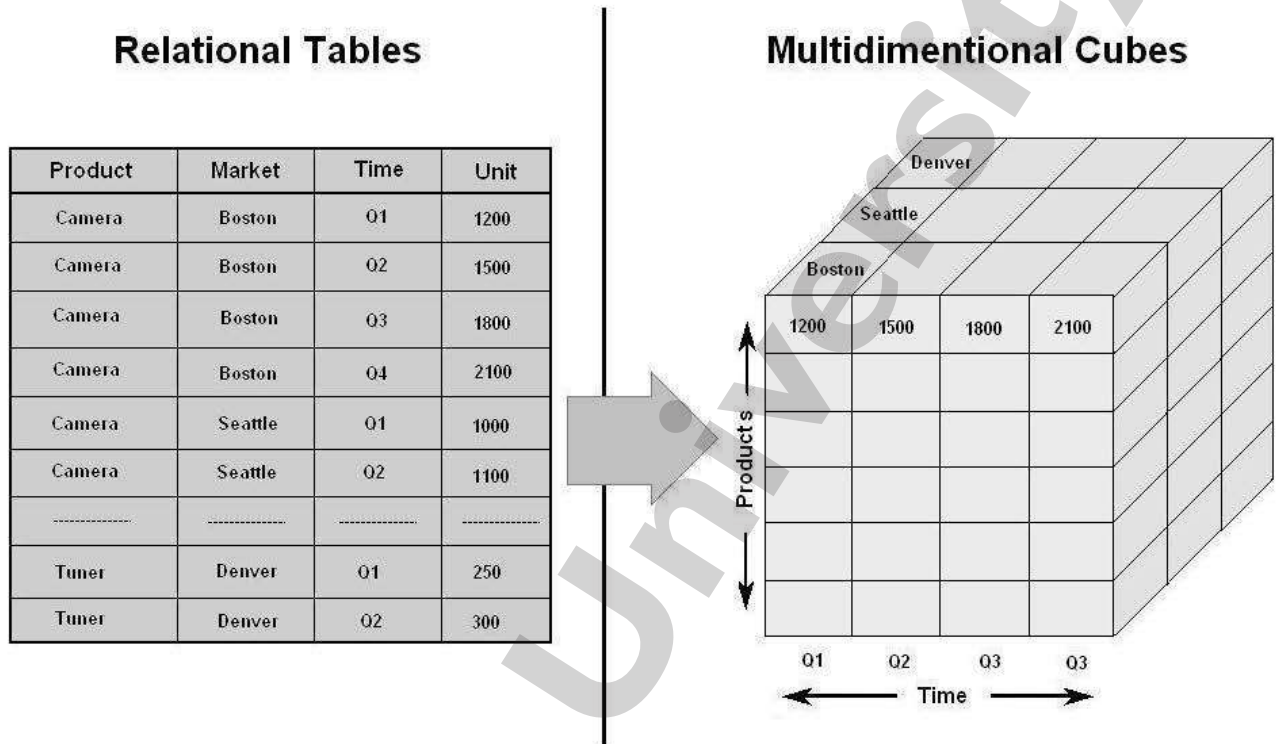 Relational Tables
Multidimentional Cubes
Product Market Time Unit
Camera Boston Q1 1200
Camera Boston Q2 1500
Camera Boston Q3 1800
Camera Boston Q4 2100
Camera Seattle Q1 1000
Camera Seattle Q2 1100
Tuner Denver Q1 250
Tuner Denver Q2 300
Denver
Seattle
Boston
1200 1500 1800 2100
Products
Q1 Q2 Q3 Q3
Time
University